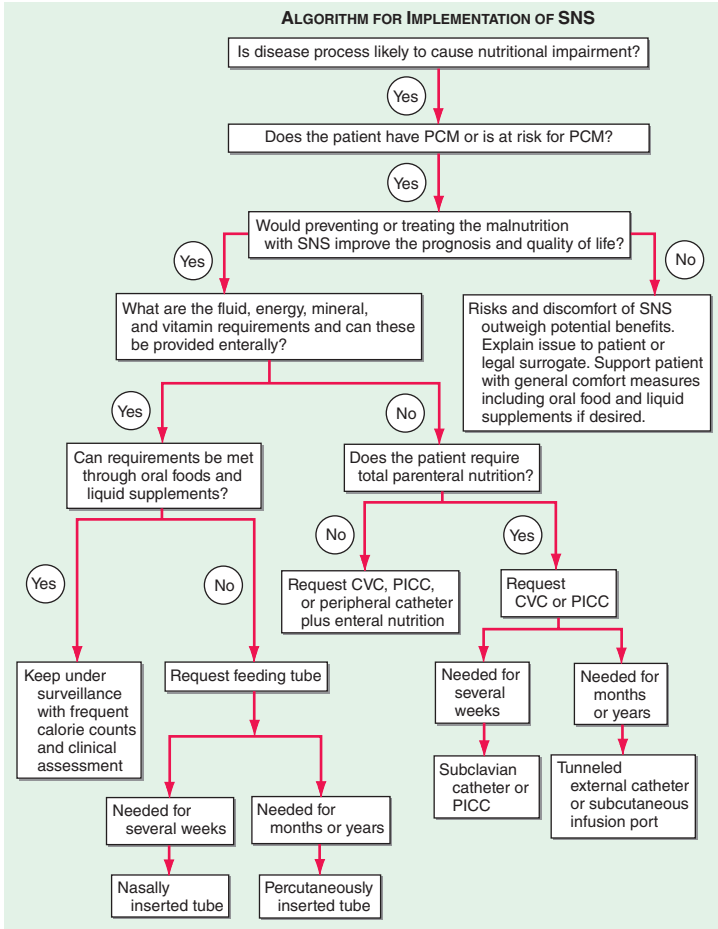 ALGORITHM FOR IMPLEMENTATION OF SNS
Is disease process likely to cause nutritional impairment?
Yes
Does the patient have PCM or is at risk for PCM?
Yes
Would preventing or treating the malnutrition
with SNS improve the prognosis and quality of life?
Yes
No
What are the fluid, energy, mineral,
and vitamin requirements and can these
be provided enterally?
Risks and discomfort of SNS
outweigh potential benefits.
Explain issue to patient or
legal surrogate. Support patient
with general comfort measures
including oral food and liquid
supplements if desired.
Yes
No
Can requirements be met
through oral foods and
liquid supplements?
Does the patient require
total parenteral nutrition?
Yes
No
No
Yes
Request CVC, PICC,
or peripheral catheter
plus enteral nutrition
Request
CVC or PICC
Keep under
surveillance
with frequent
calorie counts
and clinical
assessment
Request feeding tube
Needed for
several
weeks
Needed for
months
or years
Subclavian
catheter or
PICC
Tunneled
external catheter
or subcutaneous
infusion port
Needed for
several weeks
Needed for
months or years
Nasally
inserted tube
Percutaneously
inserted tube